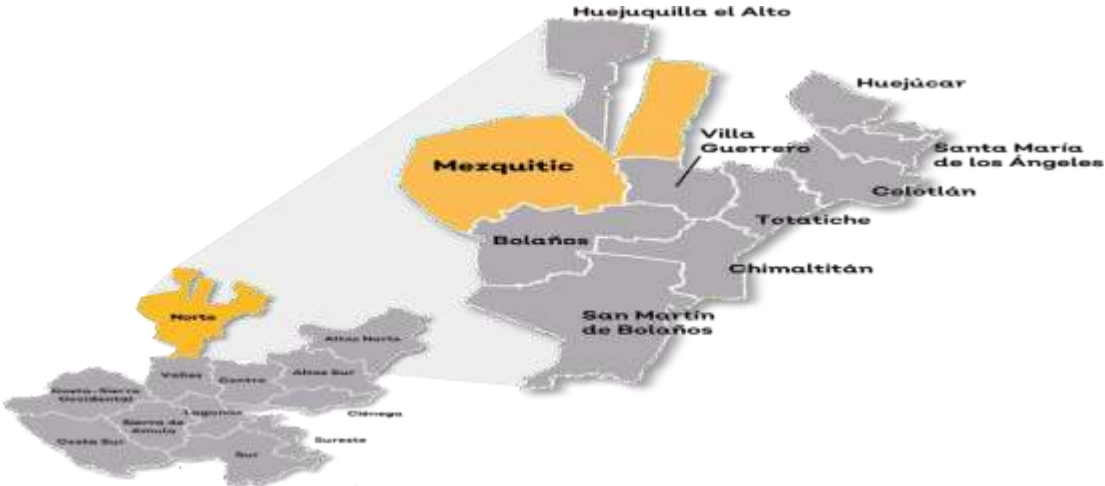 Huejuquilla el Alto
Huejúcar
Villa
Guerrero
Santa María
de los Ángeles
Mezquitic
Colotlán
Totatiche
Bolaños
Chimaltitán
San Martín
de Bolaños
Norte
Altos Norte
Valles
Centro
Altos Sur
Costa-Sierra
Occidental
Lagunas
Ciénega
Sierra de
Amula
Costa Sur
Sureste
Sur